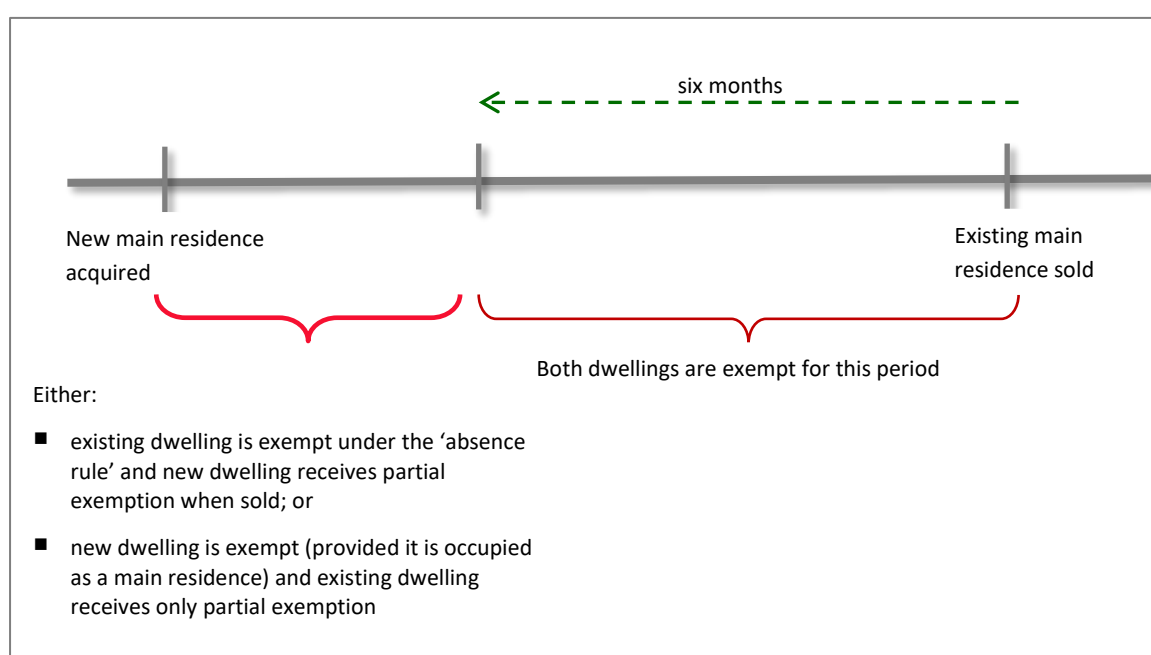 six months
New main residence
acquired
Existing main
residence sold
Both dwellings are exempt for this period
Either:
■ existing dwelling is exempt under the ‘absence
rule’ and new dwelling receives partial
exemption when sold; or
■ new dwelling is exempt (provided it is occupied
as a main residence) and existing dwelling
receives only partial exemption